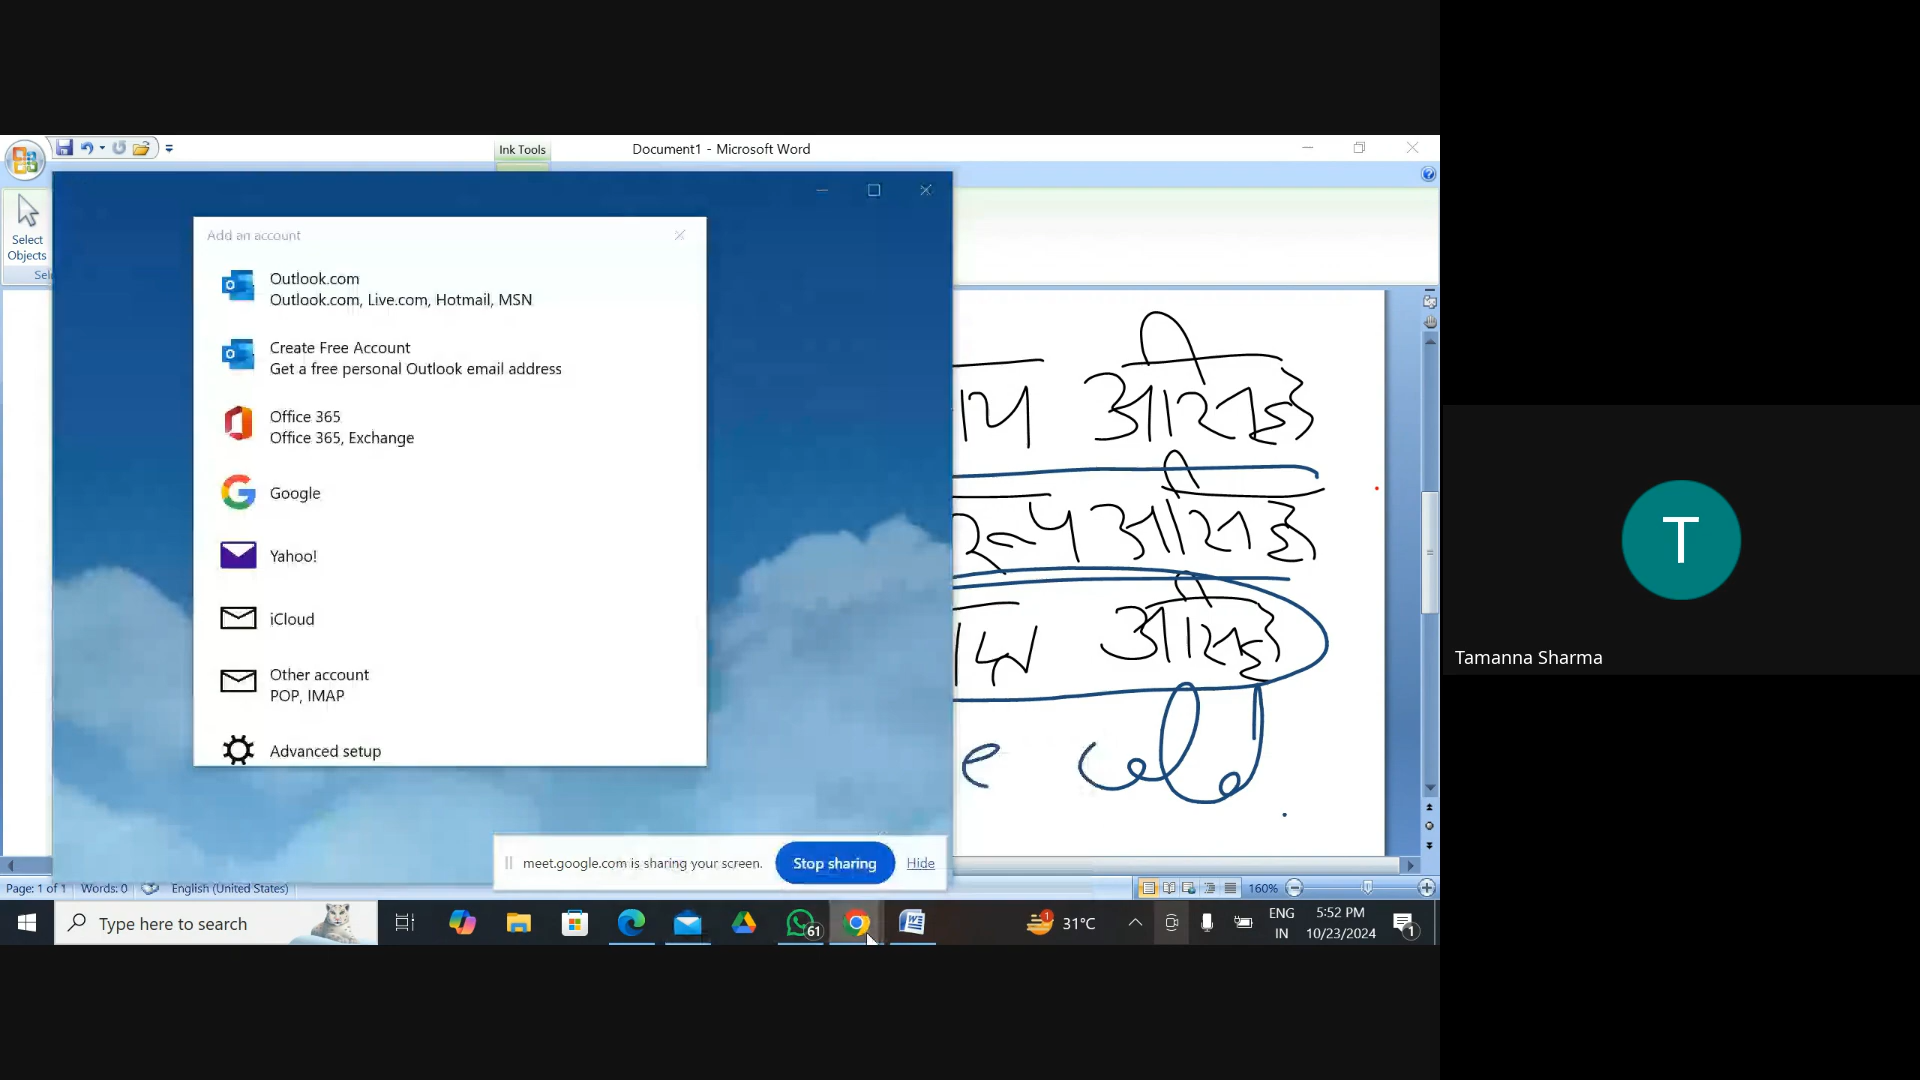 Ink Tools
Document1 - Microsoft Word
Select
Objects
Add an account
Outlook.com
Outlook.com, Live.com, Hotmail, MSN
Create Free Account
Get a free personal Outlook email address
Office 365
Office 365, Exchange
Google
Yahoo!
iCloud
Other account
POP, IMAP
Advanced setup
meet.google.com is sharing your screen.
Stop sharing
Hide
Page: 1 of 1
Words: 0
English (United States)
160%
Type here to search
61
1
31°C
ENG
IN
5:52 PM
10/23/2024
1
T
Tamanna Sharma